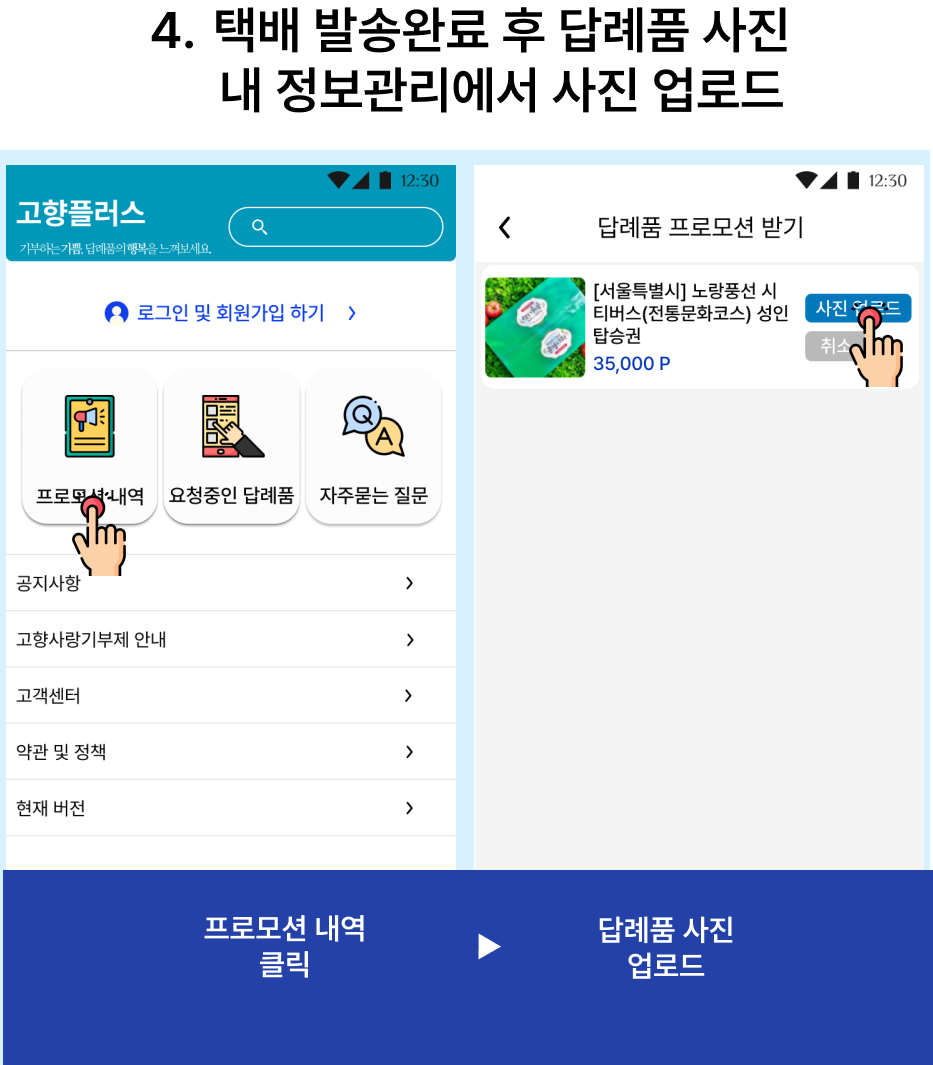 4. 택배 발송완료 후 답례품 사진
내 정보관리에서 사진 업로드
12:30
고향플러스
기부하는 기쁨, 답례품의 행복을 느껴보세요.
로그인 및 회원가입 하기
프로모션 내역
요청중인 답례품
자주묻는 질문
공지사항
고향사랑기부제 안내
고객센터
약관 및 정책
현재 버전
12:30
답례품 프로모션 받기
[서울특별시] 노랑풍선 시
티버스(전통문화코스) 성인
탑승권
35,000 P
사진 업로드
취소
프로모션 내역
클릭
답례품 사진
업로드